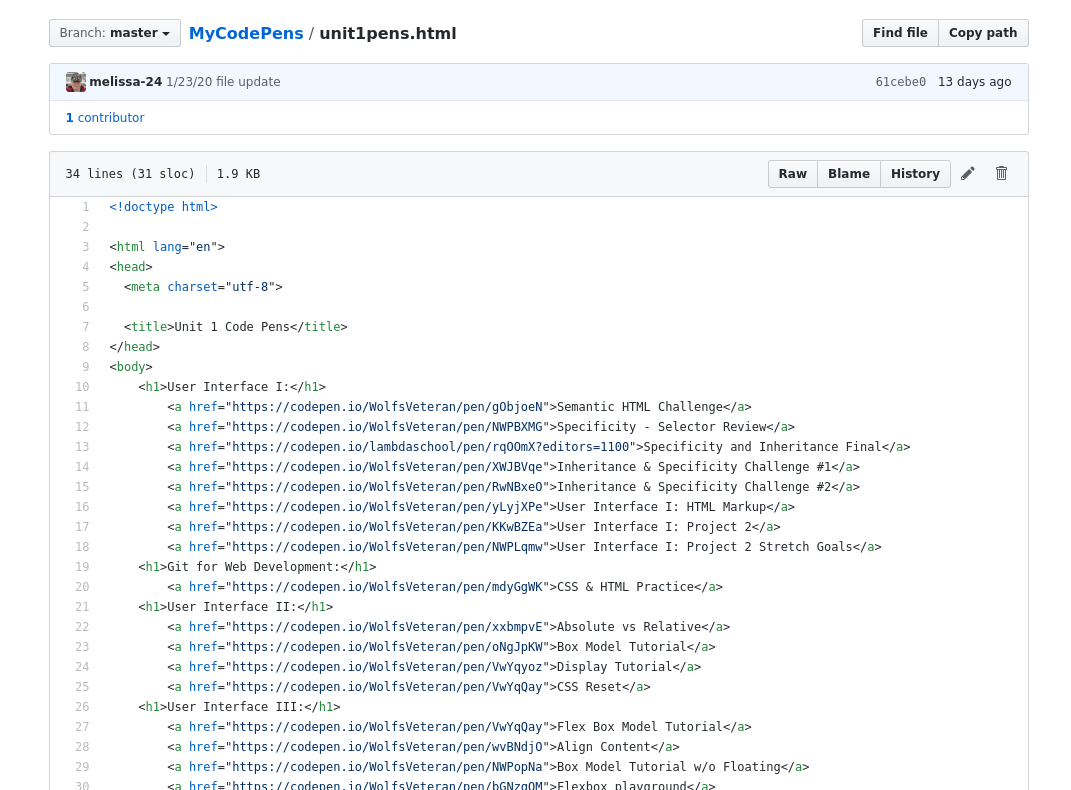 Branch: master MyCodePens / unit1pens.html Find file Copy path
melissa-24 1/23/20 file update 61cebe0 13 days ago
1 contributor
34 lines (31 sloc) 1.9 KB Raw Blame History
1 <!doctype html>
2
3 <html lang="en">
4 <head>
5 <meta charset="utf-8">
6
7 <title>Unit 1 Code Pens</title>
8 </head>
9 <body>
10 <h1>User Interface I:</h1>
11 <a href="https://codepen.io/WolfsVeteran/pen/gObjoeN">Semantic HTML Challenge</a>
12 <a href="https://codepen.io/WolfsVeteran/pen/NWPBXMG">Specificity - Selector Review</a>
13 <a href="https://codepen.io/lambdaschool/pen/rqOOmX?editors=1100">Specificity and Inheritance Final</a>
14 <a href="https://codepen.io/WolfsVeteran/pen/XWJBVqe">Inheritance & Specificity Challenge #1</a>
15 <a href="https://codepen.io/WolfsVeteran/pen/RwNBxeO">Inheritance & Specificity Challenge #2</a>
16 <a href="https://codepen.io/WolfsVeteran/pen/yLyjXPe">User Interface I: HTML Markup</a>
17 <a href="https://codepen.io/WolfsVeteran/pen/KKwBZEa">User Interface I: Project 2</a>
18 <a href="https://codepen.io/WolfsVeteran/pen/NWPLqmw">User Interface I: Project 2 Stretch Goals</a>
19 <h1>Git for Web Development:</h1>
20 <a href="https://codepen.io/WolfsVeteran/pen/mdyGgWK">CSS & HTML Practice</a>
21 <h1>User Interface II:</h1>
22 <a href="https://codepen.io/WolfsVeteran/pen/xxbmpvE">Absolute vs Relative</a>
23 <a href="https://codepen.io/WolfsVeteran/pen/oNgJpKW">Box Model Tutorial</a>
24 <a href="https://codepen.io/WolfsVeteran/pen/VwYqyoz">Display Tutorial</a>
25 <a href="https://codepen.io/WolfsVeteran/pen/VwYqQay">CSS Reset</a>
26 <h1>User Interface III:</h1>
27 <a href="https://codepen.io/WolfsVeteran/pen/VwYqQay">Flex Box Model Tutorial</a>
28 <a href="https://codepen.io/WolfsVeteran/pen/wvBNdjO">Align Content</a>
29 <a href="https://codepen.io/WolfsVeteran/pen/NWPopNa">Box Model Tutorial w/o Floating</a>
30 <a href="https://codepen.io/WolfsVeteran/pen/bGNzgOM">Flexbox playground</a>